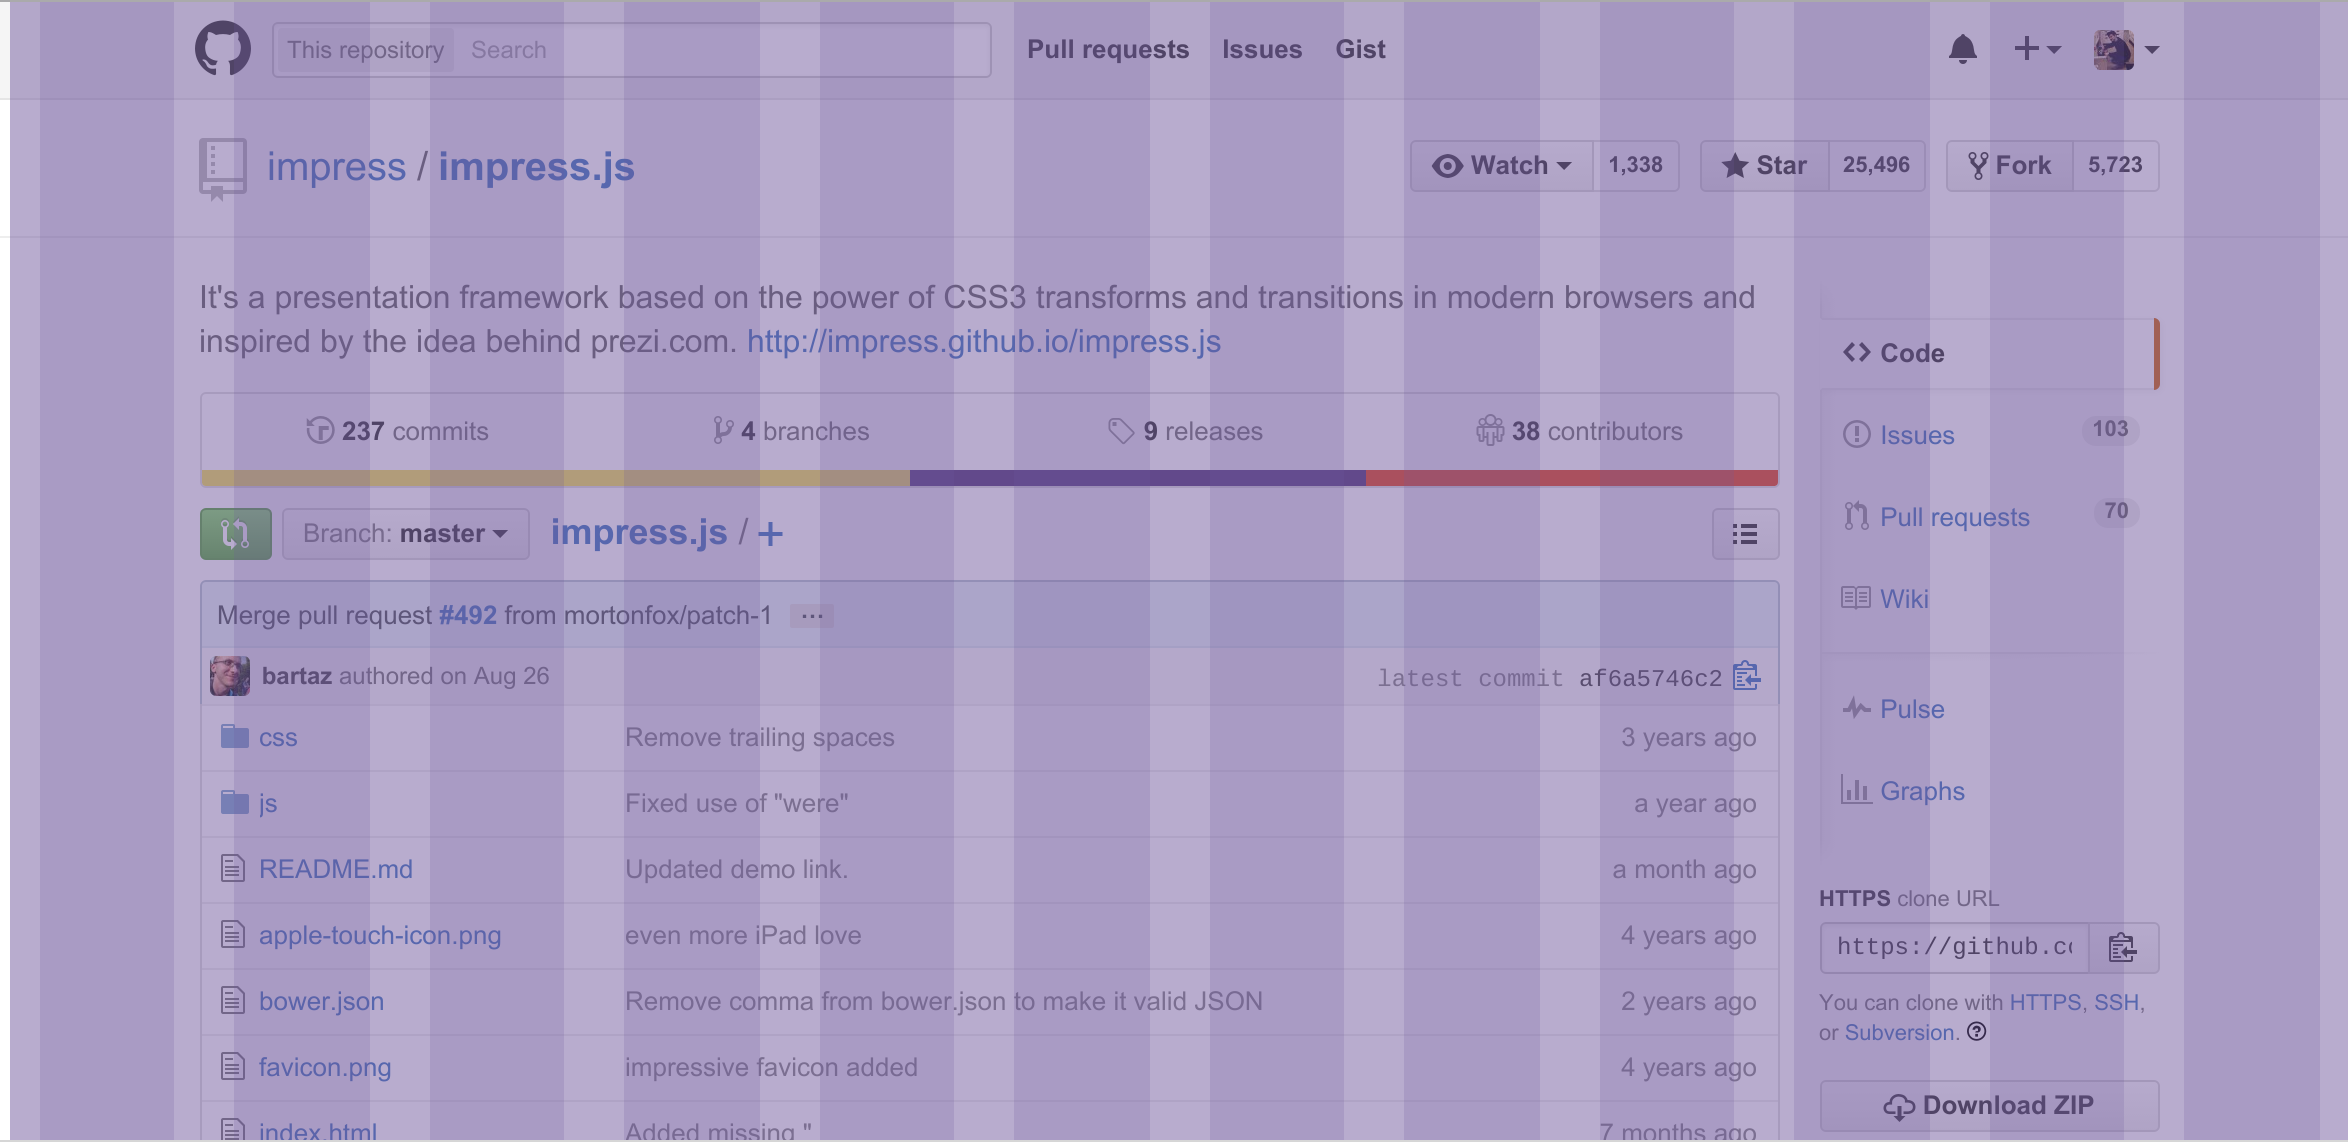 This repository Search Pull requests Issues Gist
impress / impress.js Watch 1,338 Star 25,496 Fork 5,723
It's a presentation framework based on the power of CSS3 transforms and transitions in modern browsers and
inspired by the idea behind prezi.com. http://impress.github.io/impress.js
237 commits 4 branches 9 releases 38 contributors
Branch: master impress.js / +
Merge pull request #492 from mortonfox/patch-1 ...
bartaz authored on Aug 26 latest commit af6a5746c2
css Remove trailing spaces 3 years ago
js Fixed use of "were" a year ago
README.md Updated demo link. a month ago
apple-touch-icon.png even more iPad love 4 years ago
bower.json Remove comma from bower.json to make it valid JSON 2 years ago
favicon.png impressive favicon added 4 years ago
index.html Added missing " 7 months ago
Code
Issues 103
Pull requests 70
Wiki
Pulse
Graphs
HTTPS clone URL
https://github.co
You can clone with HTTPS, SSH,
or Subversion.
Download ZIP